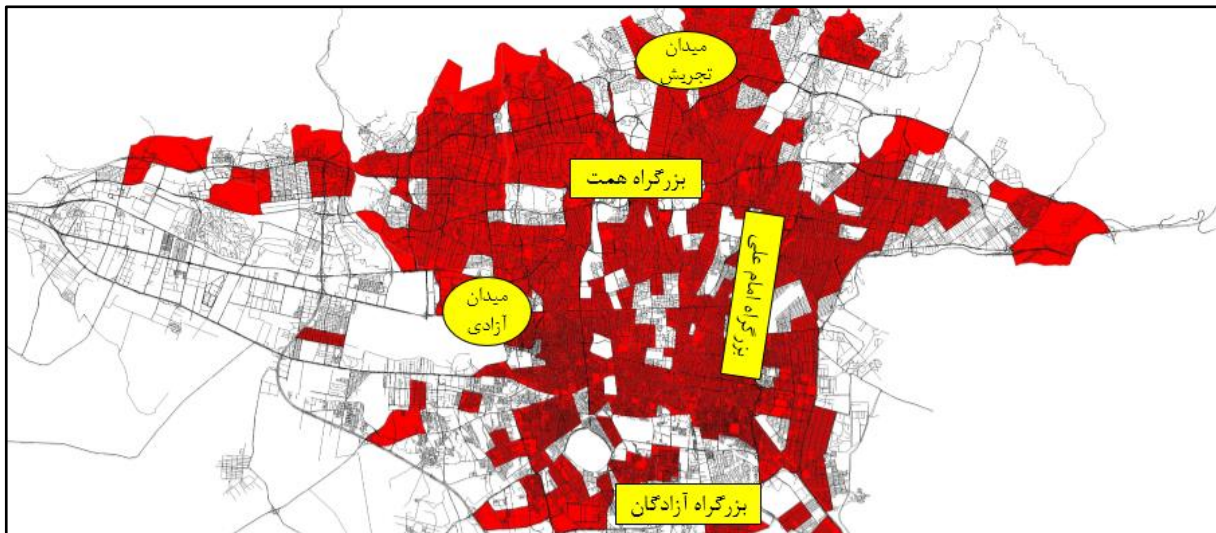 میدان
تجریش
بزرگراه همت
بزرگراه امام علی
میدان
آزادی
بزرگراه آزادگان